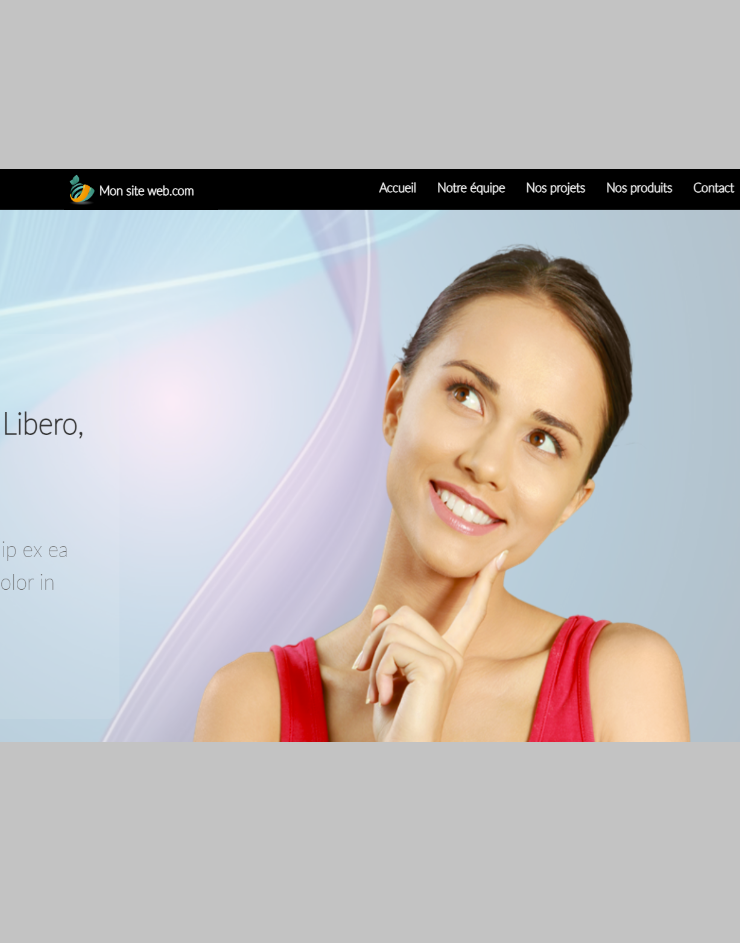 Mon site web.com
Accueil Notre équipe Nos projets Nos produits Contact
Libero,
ip ex ea
olor in